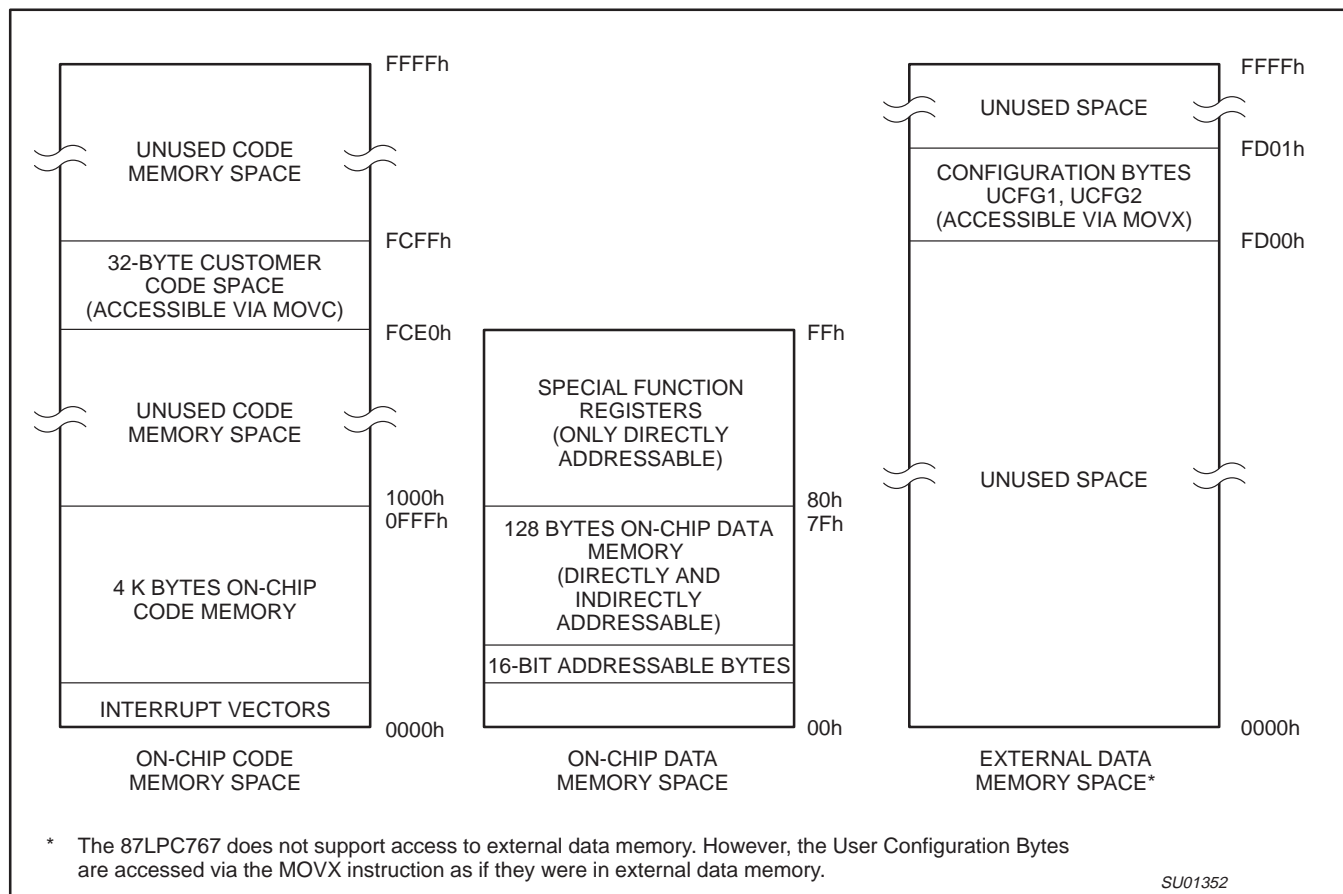 FFFFh
UNUSED CODE
MEMORY SPACE
FCFFh
32-BYTE CUSTOMER
CODE SPACE
(ACCESSIBLE VIA MOVC)
FCE0h
UNUSED CODE
MEMORY SPACE
1000h
0FFFh
4 K BYTES ON-CHIP
CODE MEMORY
INTERRUPT VECTORS
0000h
ON-CHIP CODE
MEMORY SPACE
FFh
SPECIAL FUNCTION
REGISTERS
(ONLY DIRECTLY
ADDRESSABLE)
80h
7Fh
128 BYTES ON-CHIP DATA
MEMORY
(DIRECTLY AND
INDIRECTLY
ADDRESSABLE)
16-BIT ADDRESSABLE BYTES
00h
ON-CHIP DATA
MEMORY SPACE
FFFFh
UNUSED SPACE
FD01h
CONFIGURATION BYTES
UCFG1, UCFG2
(ACCESSIBLE VIA MOVX)
FD00h
UNUSED SPACE
0000h
EXTERNAL DATA
MEMORY SPACE*
* The 87LPC767 does not support access to external data memory. However, the User Configuration Bytes
are accessed via the MOVX instruction as if they were in external data memory.
SU01352